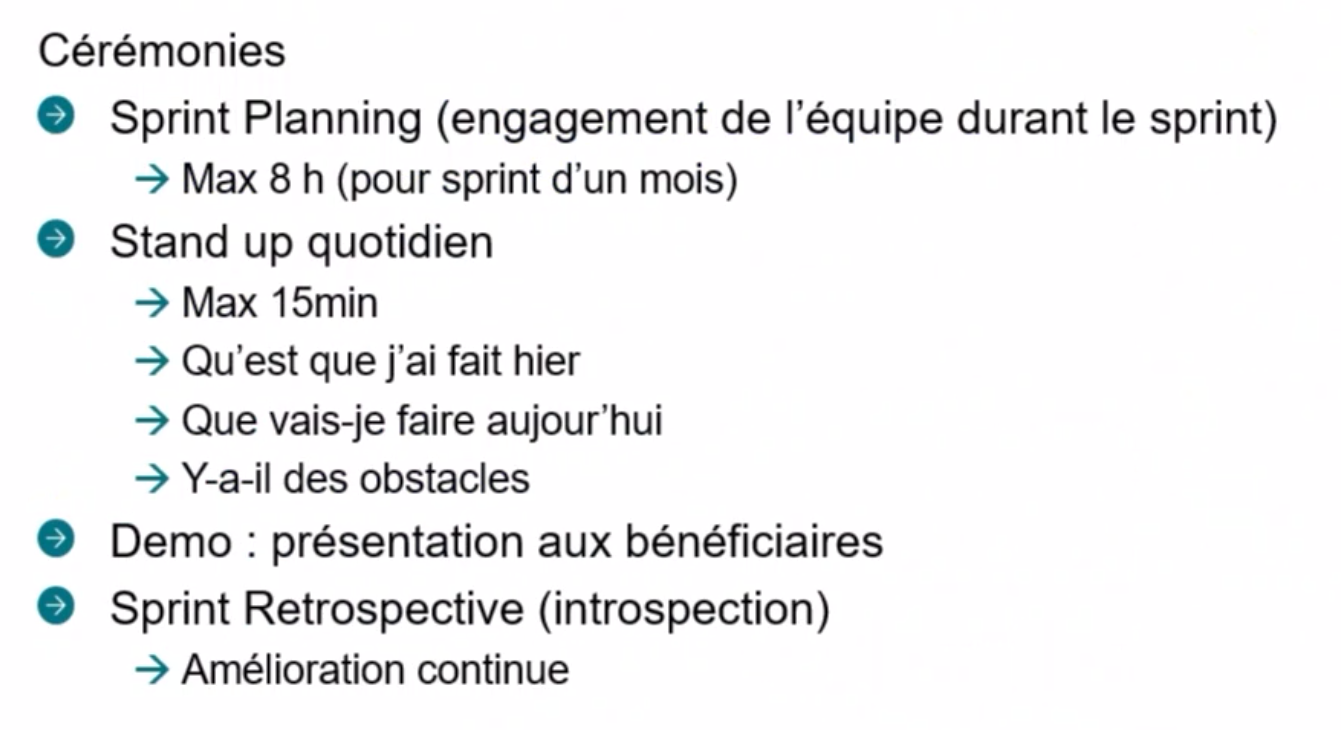 Cérémonies
Sprint Planning (engagement de l’équipe durant le sprint)
Max 8 h (pour sprint d’un mois)
Stand up quotidien
Max 15min
Qu’est que j’ai fait hier
Que vais-je faire aujour’hui
Y-a-il des obstacles
Demo : présentation aux bénéficiaires
Sprint Retrospective (introspection)
Amélioration continue